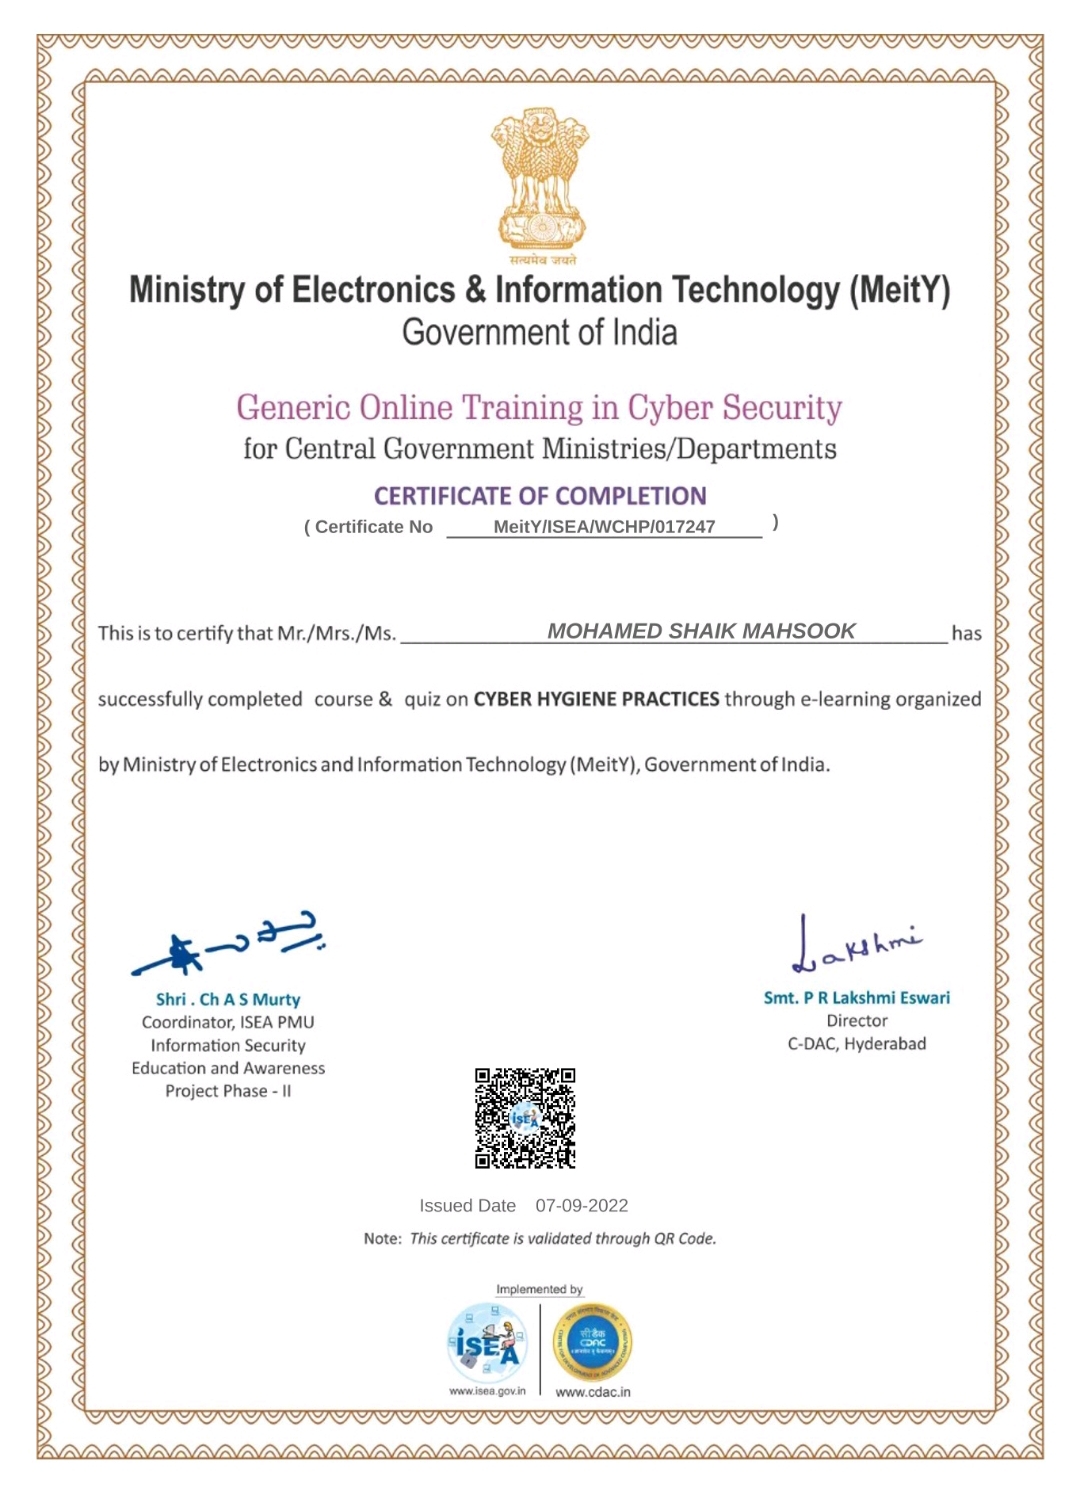 सत्यमेव जयते
Ministry of Electronics & Information Technology (MeitY)
Government of India
Generic Online Training in Cyber Security
for Central Government Ministries/Departments
CERTIFICATE OF COMPLETION
( Certificate No MeitY/ISEA/WCHP/017247 )
This is to certify that Mr./Mrs./Ms. MOHAMED SHAIK MAHSOOK has
successfully completed course & quiz on CYBER HYGIENE PRACTICES through e-learning organized
by Ministry of Electronics and Information Technology (MeitY), Government of India.
Lakshmi
Shri . Ch A S Murty
Coordinator, ISEA PMU
Information Security
Education and Awareness
Project Phase - II
Smt. P R Lakshmi Eswari
Director
C-DAC, Hyderabad
ISEA
Issued Date 07-09-2022
Note: This certificate is validated through QR Code.
Implemented by
ISEA
www.isea.gov.in
सी डैक
CDAC
www.cdac.in